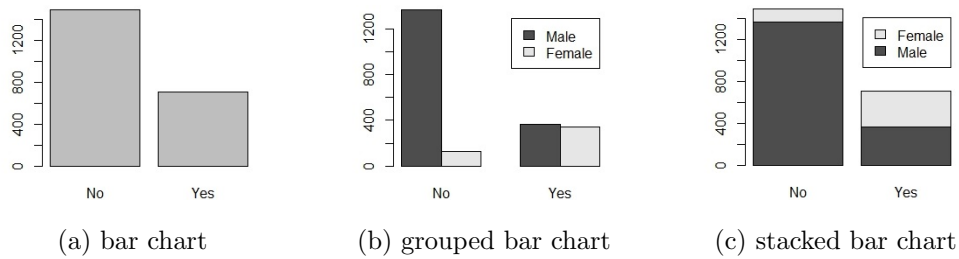 0 400 800 1200
No Yes
(a) bar chart
0 400 800 1200
Male
Female
No Yes
(b) grouped bar chart
0 400 800 1200
Female
Male
No Yes
(c) stacked bar chart